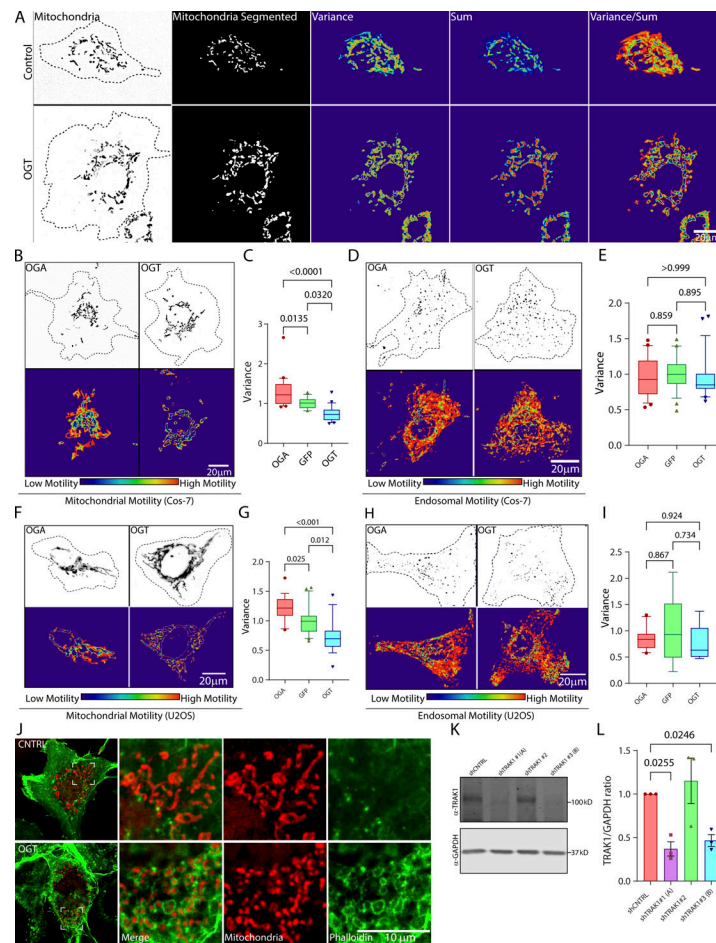 A
Mitochondria
Mitochondria Segmented
Variance
Sum
Variance/Sum
Control
OGT
20μm
B
OGA
OGT
20μm
Low Motility
High Motility
Mitochondrial Motility (Cos-7)
C
<0.0001
0.0320
0.0135
3
2
1
0
Variance
OGA
GFP
OGT
D
OGA
OGT
20μm
Low Motility
High Motility
Endosomal Motility (Cos-7)
E
>0.999
0.895
0.859
2.0
1.5
1.0
0.5
0.0
Variance
OGA
GFP
OGT
F
OGA
OGT
20μm
Low Motility
High Motility
Mitochondrial Motility (U2OS)
G
<0.001
0.012
0.025
2.0
1.5
1.0
0.5
0.0
Variance
OGA
GFP
OGT
H
OGA
OGT
20μm
Low Motility
High Motility
Endosomal Motility (U2OS)
I
0.924
0.734
0.867
2.0
1.5
1.0
0.5
0.0
Variance
OGA
GFP
OGT
J
CNTRL
OGT
Merge
Mitochondria
Phalloidin
10 μm
K
shCNTRL
shTRAK1 #1(A)
shTRAK1 #2
shTRAK1 #3 (B)
α-TRAK1
100kD
α-GAPDH
37kD
L
0.0246
0.0255
1.5
1.0
0.5
0.0
TRAK1/GAPDH ratio
shCNTRL
shTRAK1#1 (A)
shTRAK1#2
shTRAK1#3 (B)